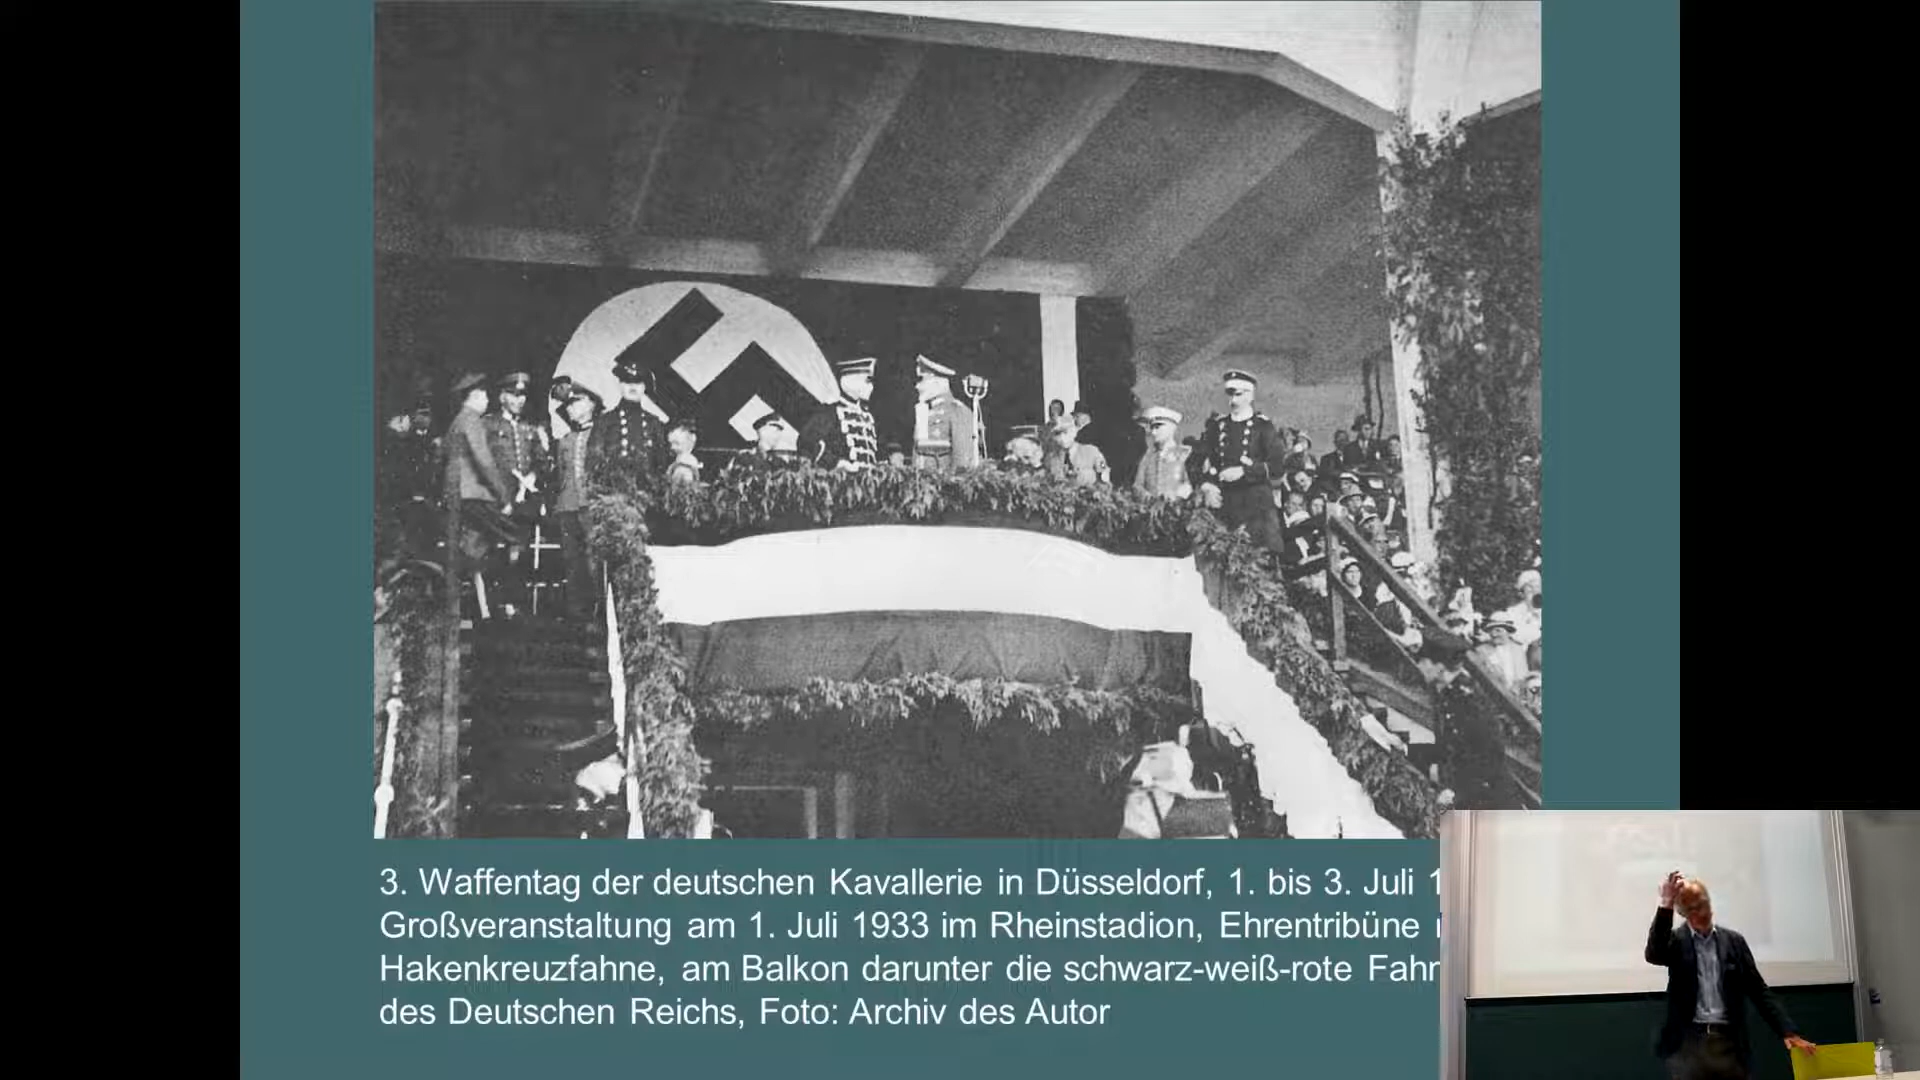 3. Waffentag der deutschen Kavallerie in Düsseldorf, 1. bis 3. Juli
Großveranstaltung am 1. Juli 1933 im Rheinstadion, Ehrentribüne
Hakenkreuzfahne, am Balkon darunter die schwarz-weiß-rote
des Deutschen Reichs, Foto: Archiv des Autor